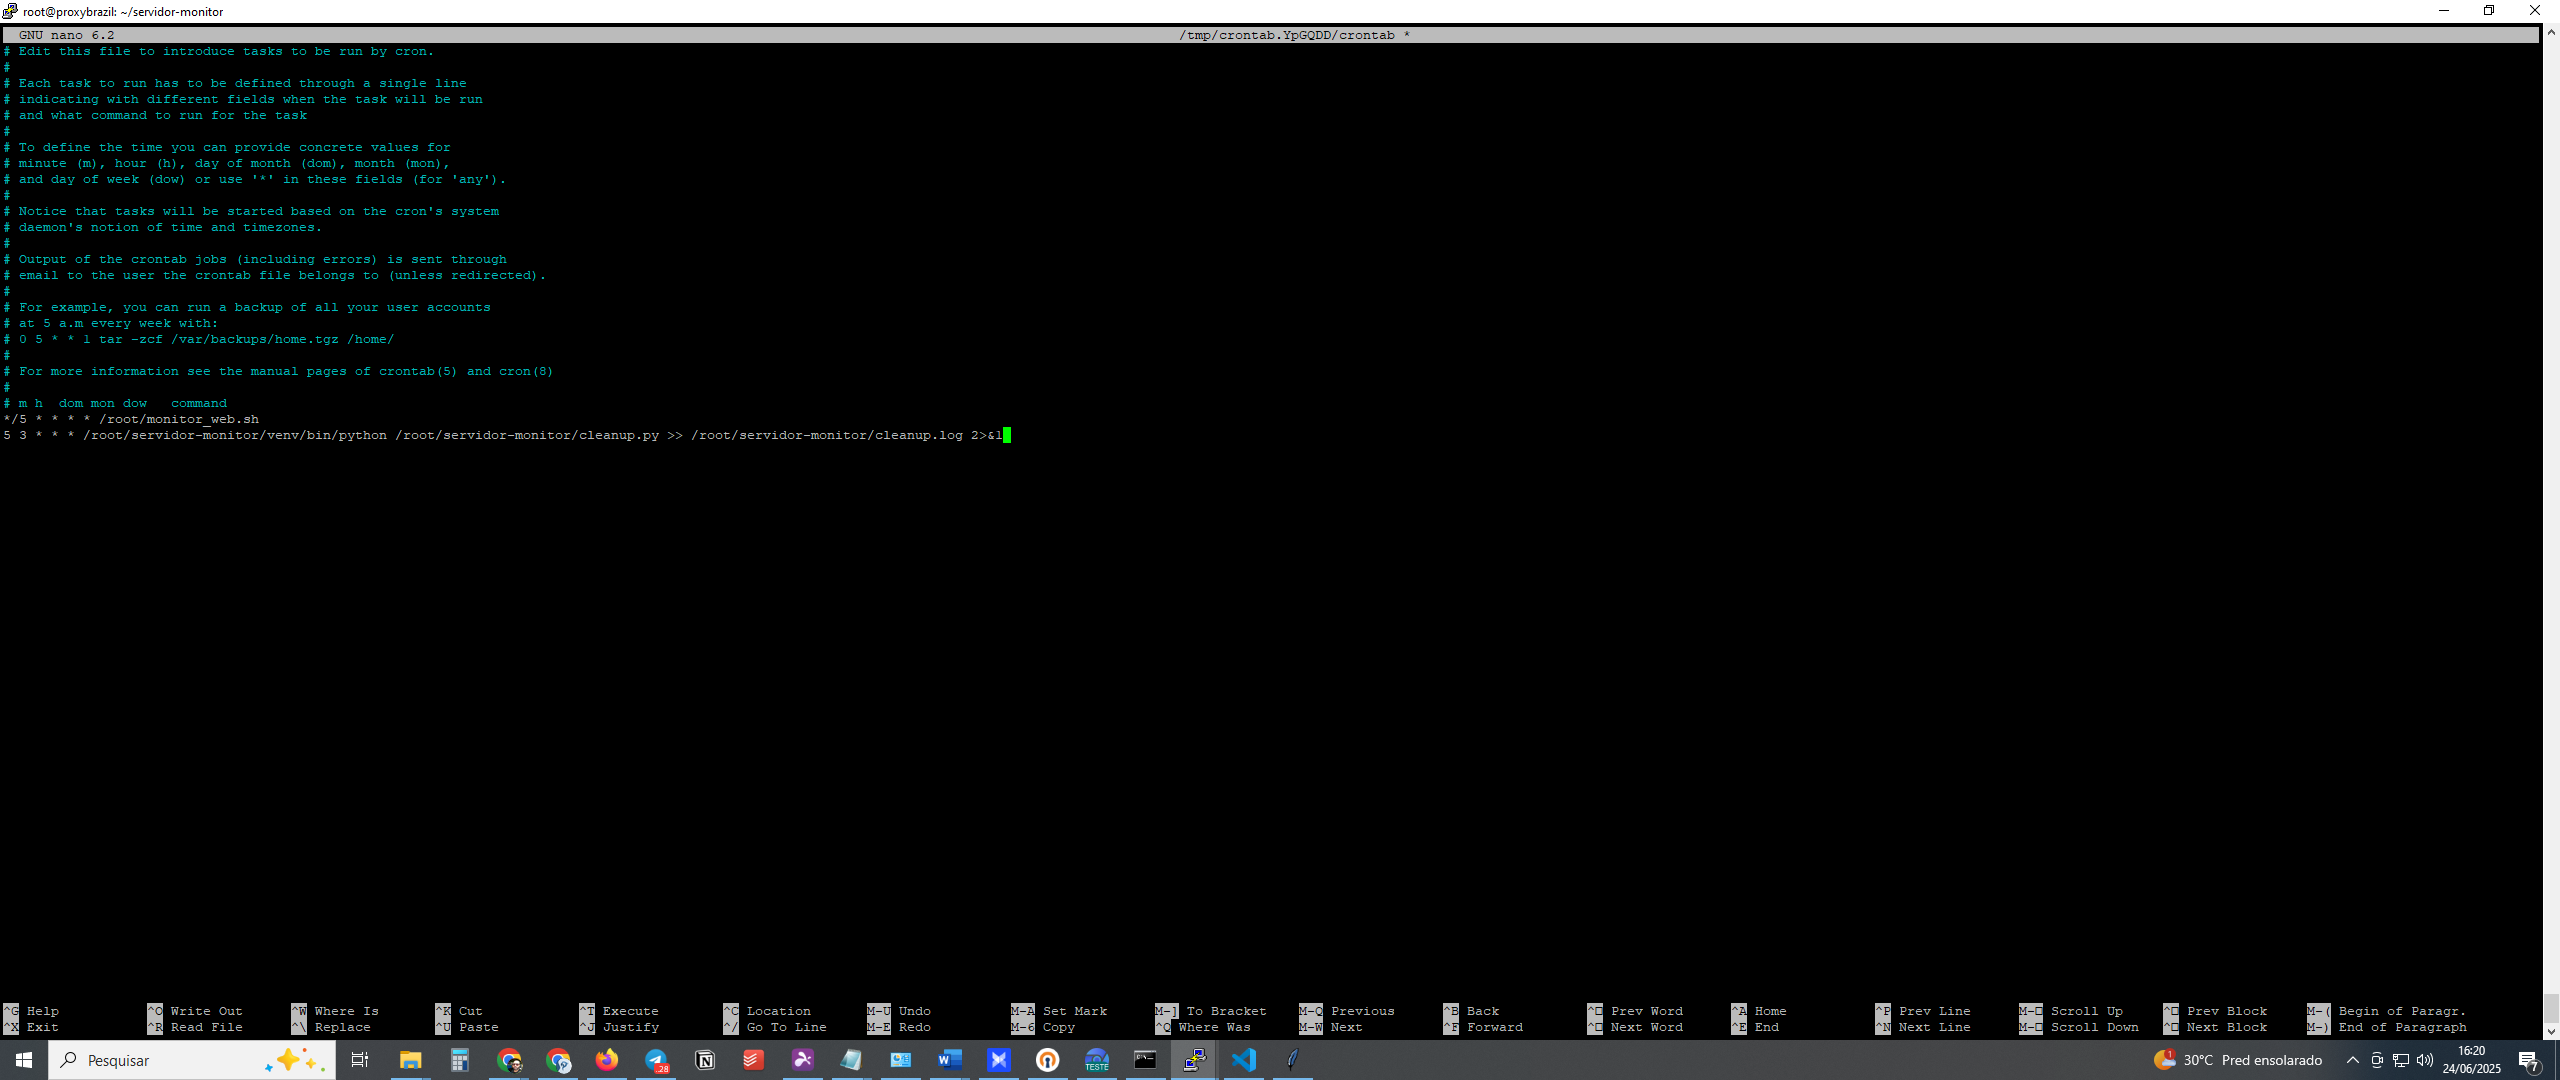 root@proxybrazil: ~/servidor-monitor
GNU nano 6.2 /tmp/crontab.YpGQDD/crontab *
# Edit this file to introduce tasks to be run by cron.
#
# Each task to run has to be defined through a single line
# indicating with different fields when the task will be run
# and what command to run for the task
#
# To define the time you can provide concrete values for
# minute (m), hour (h), day of month (dom), month (mon),
# and day of week (dow) or use '*' in these fields (for 'any').
#
# Notice that tasks will be started based on the cron's system
# daemon's notion of time and timezones.
#
# Output of the crontab jobs (including errors) is sent through
# email to the user the crontab file belongs to (unless redirected).
#
# For example, you can run a backup of all your user accounts
# at 5 a.m every week with:
# 0 5 * * 1 tar -zcf /var/backups/home.tgz /home/
#
# For more information see the manual pages of crontab(5) and cron(8)
#
# m h  dom mon dow   command
*/5 * * * * /root/monitor_web.sh
5 3 * * * /root/servidor-monitor/venv/bin/python /root/servidor-monitor/cleanup.py >> /root/servidor-monitor/cleanup.log 2>&1
^G Help ^O Write Out ^W Where Is ^K Cut ^T Execute ^C Location M-U Undo M-A Set Mark M-] To Bracket M-Q Previous ^B Back ^□ Prev Word ^A Home ^P Prev Line M-□ Scroll Up ^□ Prev Block M-( Begin of Paragr.
^X Exit ^R Read File ^\ Replace ^U Paste ^J Justify ^/ Go To Line M-E Redo M-6 Copy ^Q Where Was M-W Next ^F Forward ^□ Next Word ^E End ^N Next Line M-□ Scroll Down ^□ Next Block M-) End of Paragraph
Pesquisar
28
TESTE
1
30°C Pred ensolarado
16:20
24/06/2025
7